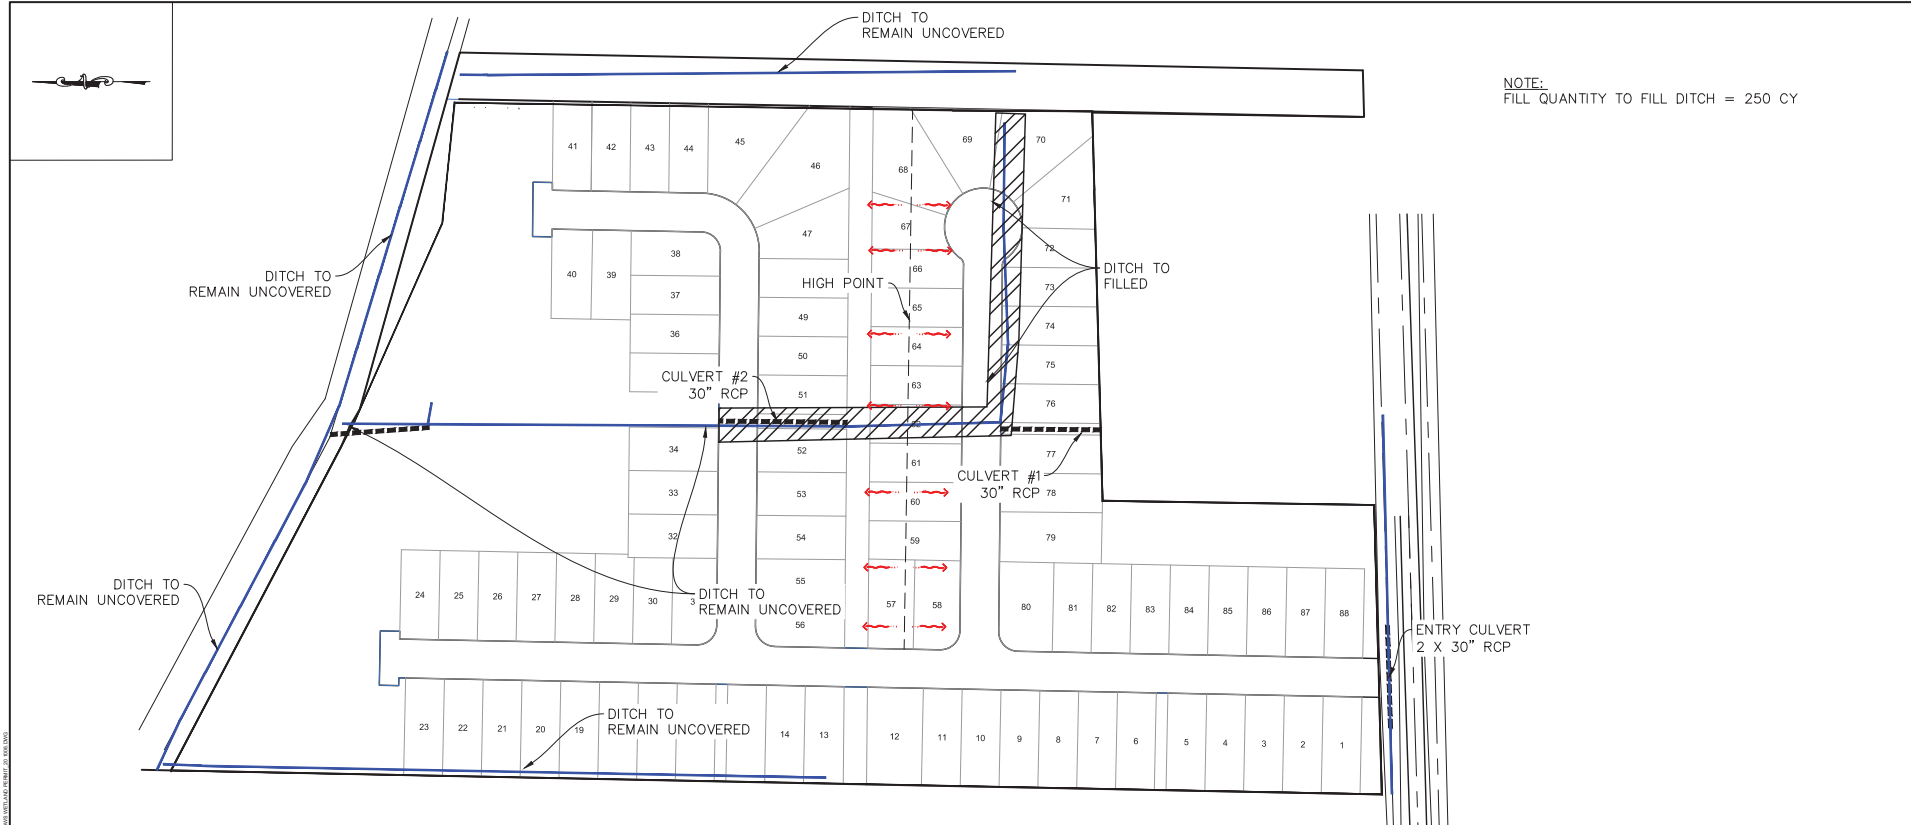 DITCH TO
REMAIN UNCOVERED
NOTE:
FILL QUANTITY TO FILL DITCH = 250 CY
41 42 43 44 45 46 68 69 70
71
47 67 72
38
40 39 66
DITCH TO
REMAIN UNCOVERED
HIGH POINT
DITCH TO
FILLED
37 49 65 73
36 50 64 74
CULVERT #2
30" RCP
51 63 75
76
62
34 52 61 77
CULVERT #1
30" RCP
33 53 60 78
32 54 59 79
55
DITCH TO
REMAIN UNCOVERED
24 25 26 27 28 29 30 3
DITCH TO
REMAIN UNCOVERED
56 57 58 80 81 82 83 84 85 86 87 88
ENTRY CULVERT
2 X 30" RCP
23 22 21 20 19
DITCH TO
REMAIN UNCOVERED
14 13 12 11 10 9 8 7 6 5 4 3 2 1